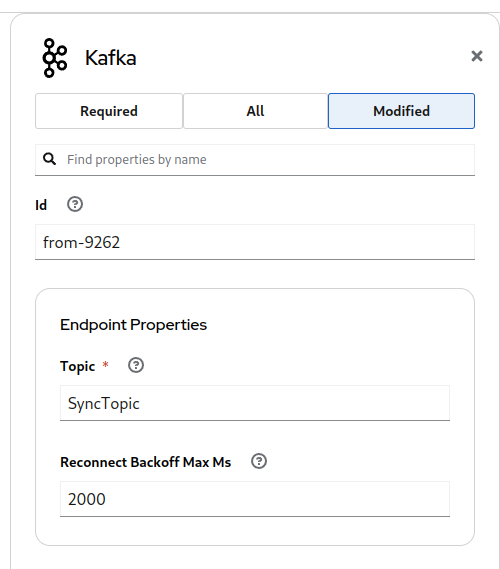 Kafka
Required All Modified
Find properties by name
Id
from-9262
Endpoint Properties
Topic *
SyncTopic
Reconnect Backoff Max Ms
2000